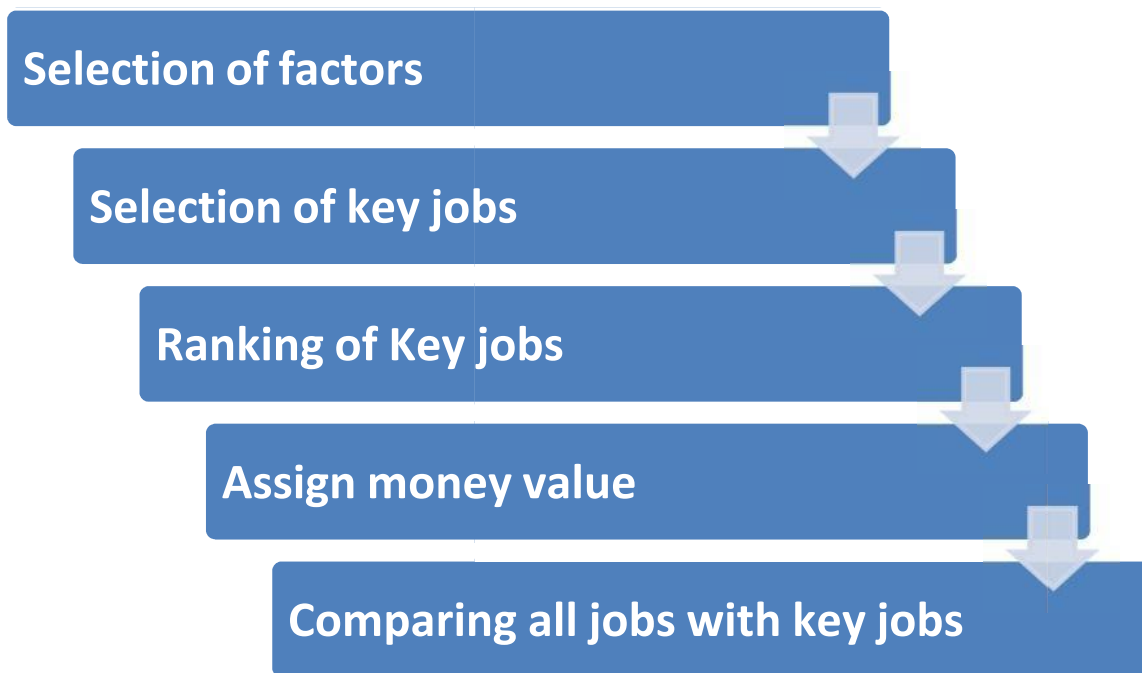 Selection of factors
Selection of key jobs
Ranking of Key jobs
Assign money value
Comparing all jobs with key jobs